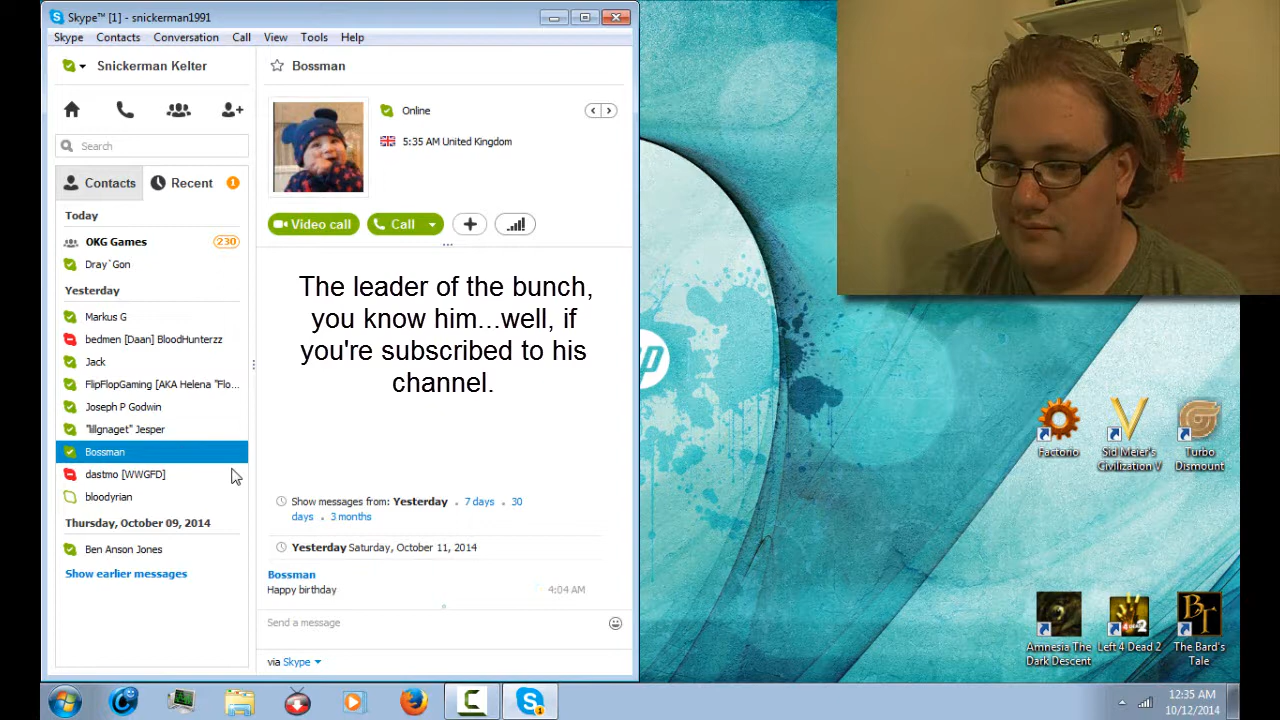 Skype™ [1] - snickerman1991
Skype Contacts Conversation Call View Tools Help
Snickerman Kelter
Search
Contacts Recent 1
Today
OKG Games 230
Dray`Gon
Yesterday
Markus G
bedmen [Daan] BloodHunterzz
Jack
FlipFlopGaming [AKA Helena "Flo...
Joseph P Godwin
"lillgnaget" Jesper
Bossman
dastmo [WWGFD]
bloodyrian
Thursday, October 09, 2014
Ben Anson Jones
Show earlier messages
Bossman
Online
5:35 AM United Kingdom
Video call Call
The leader of the bunch,
you know him...well, if
you're subscribed to his
channel.
Show messages from: Yesterday • 7 days • 30
days • 3 months
Yesterday Saturday, October 11, 2014
Bossman
Happy birthday 4:04 AM
Send a message
via Skype
hp
Factorio
Sid Meier's
Civilization V
Turbo
Dismount
Amnesia The
Dark Descent
Left 4 Dead 2
The Bard's
Tale
12:35 AM
10/12/2014